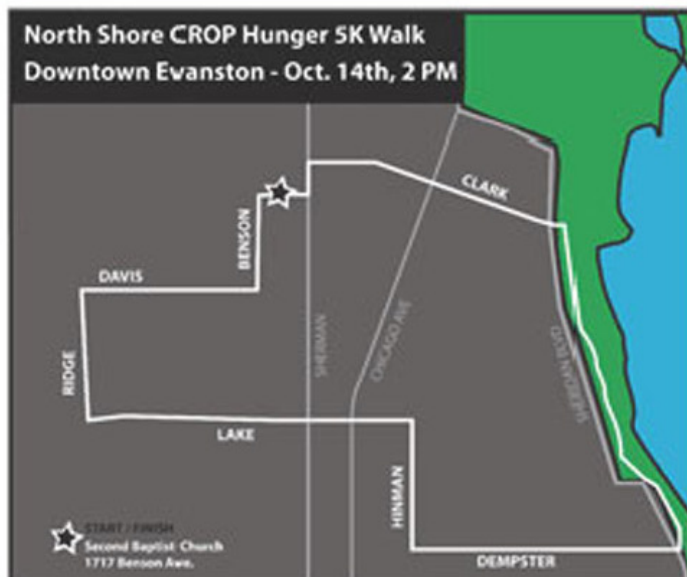 North Shore CROP Hunger 5K Walk
Downtown Evanston - Oct. 14th, 2 PM
CLARK
BENSON
DAVIS
SHERMAN
CHICAGO AVE
SHERIDAN BLVD
RIDGE
LAKE
HINMAN
DEMPSTER
START / FINISH
Second Baptist Church
1717 Benson Awe.